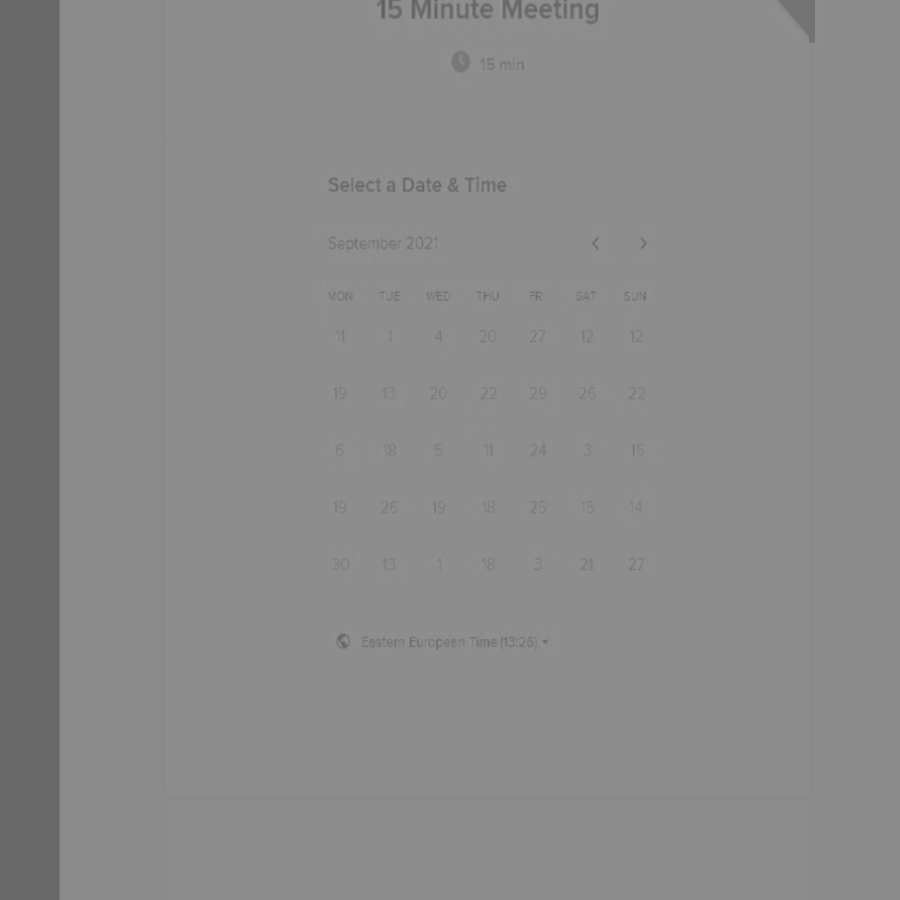 15 Minute Meeting
15 min
Select a Date & Time
September 2021
MON TUE WED THU FRI SAT SUN
11 1 4 20 27 12 12
19 13 20 22 29 26 22
6 18 5 11 24 3 16
19 26 19 18 25 15 14
30 13 1 18 3 21 27
Eastern European Time (13:26)